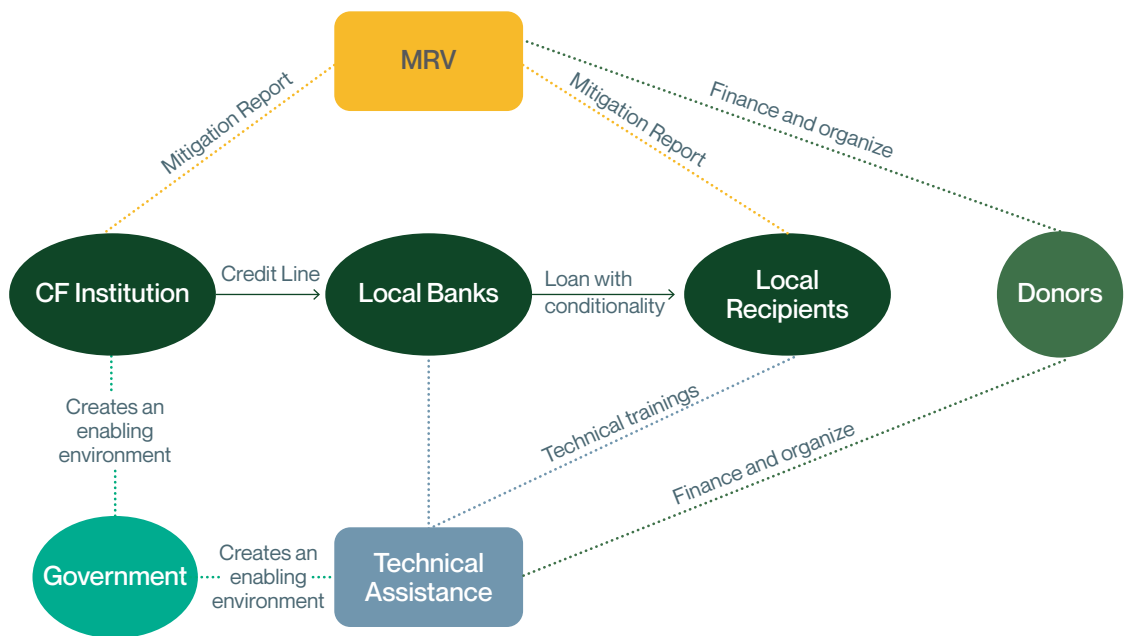 MRV
Mitigation Report
Mitigation Report
Finance and organize
CF Institution
Credit Line
Local Banks
Loan with
conditionality
Local
Recipients
Donors
Creates an
enabling
environment
Technical trainings
Finance and organize
Government
Creates an
enabling
environment
Technical
Assistance